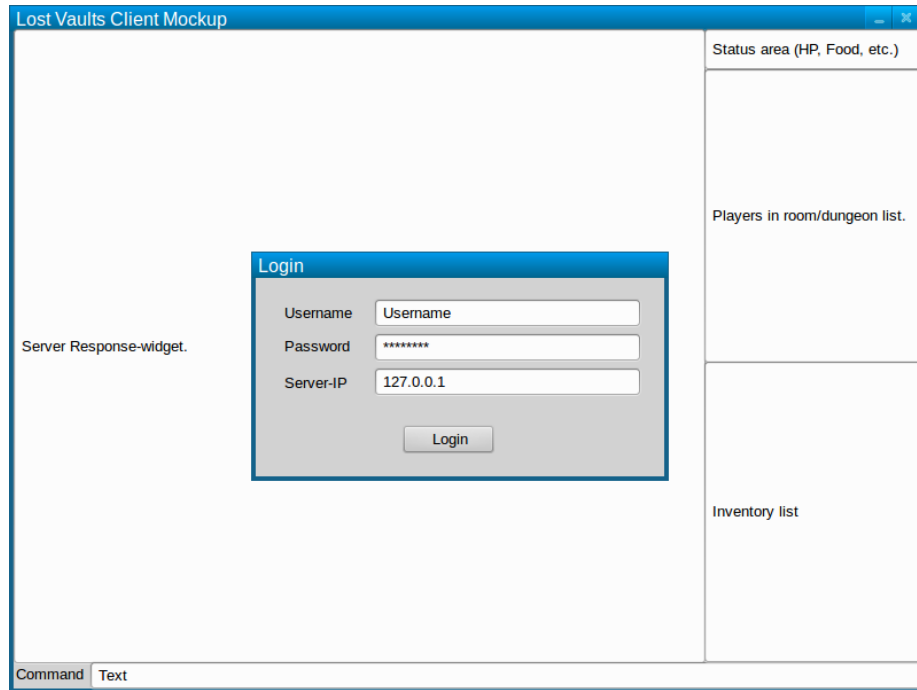 Lost Vaults Client Mockup
Status area (HP, Food, etc.)
Players in room/dungeon list.
Server Response-widget.
Login
Username Username
Password ********
Server-IP 127.0.0.1
Login
Inventory list
Command Text